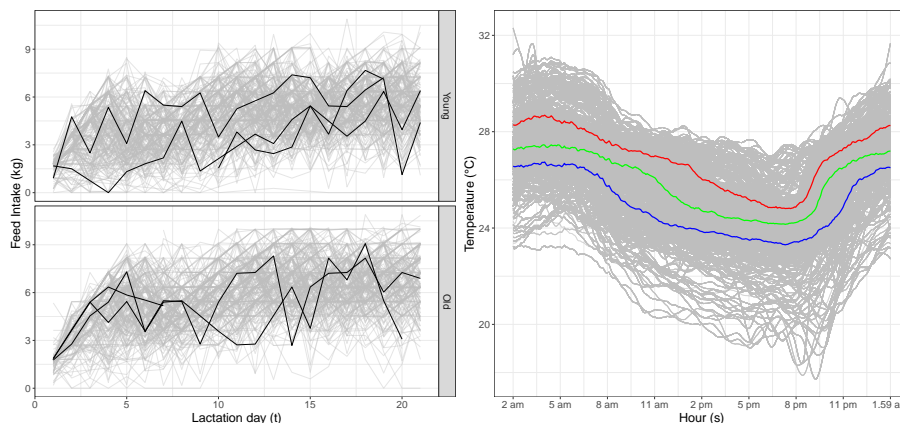 Feed Intake (kg)
9
6
3
0
Young
9
6
3
0
Old
0
5
10
15
20
Lactation day (t)
Temperature (°C)
32
28
24
20
2 am
5 am
8 am
11 am
2 pm
5 pm
8 pm
11 pm
1.59 a
Hour (s)